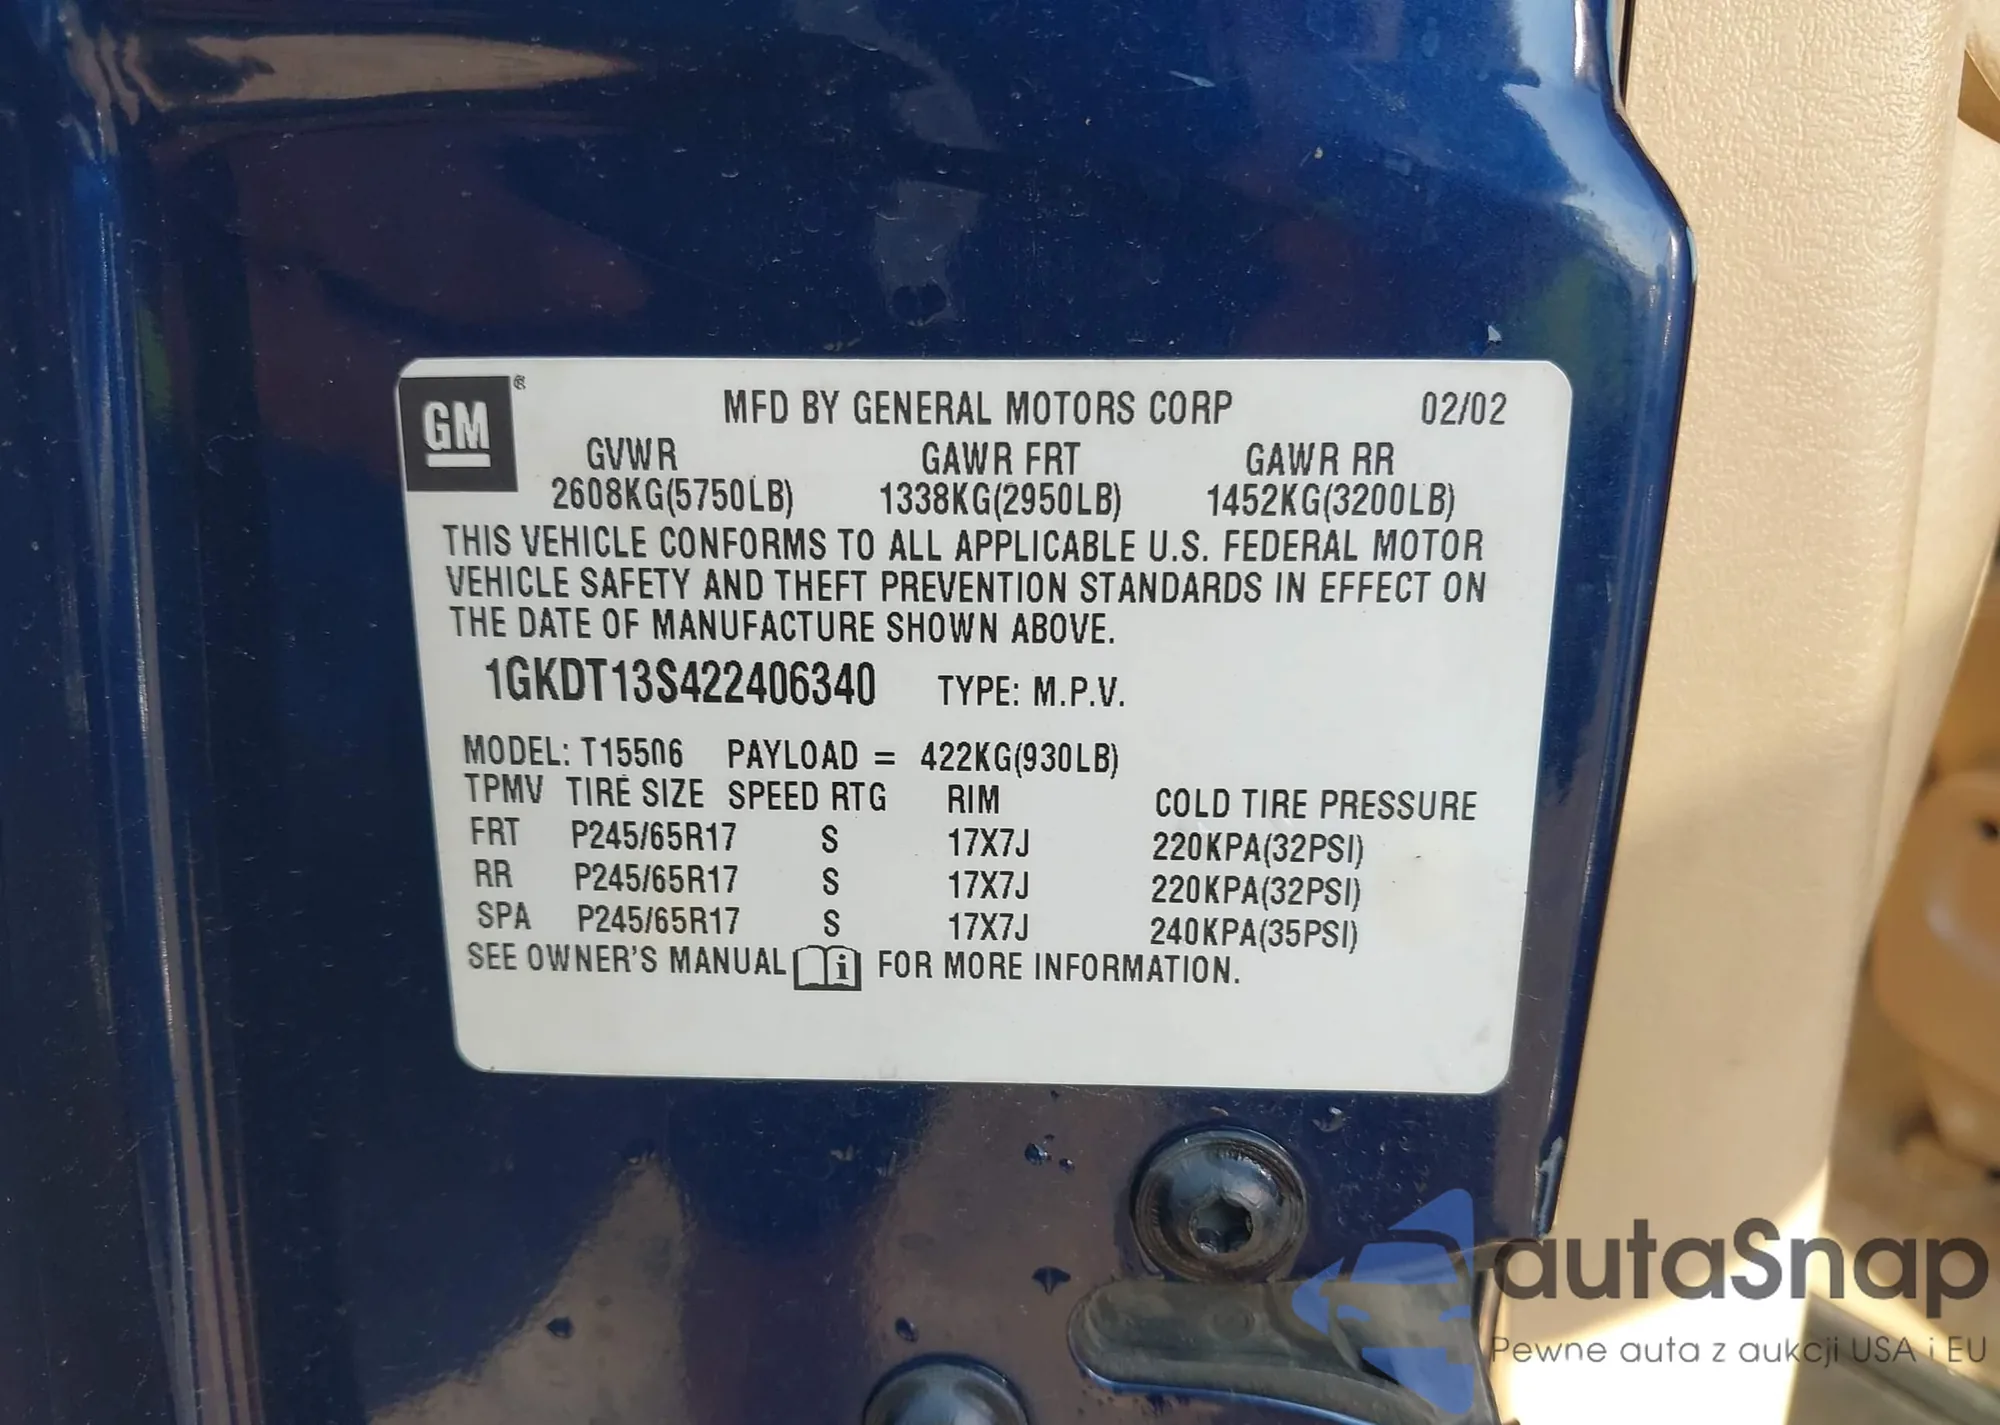 GM®
MFD BY GENERAL MOTORS CORP 02/02
GVWR GAWR FRT GAWR RR
2608KG(5750LB) 1338KG(2950LB) 1452KG(3200LB)
THIS VEHICLE CONFORMS TO ALL APPLICABLE U.S. FEDERAL MOTOR
VEHICLE SAFETY AND THEFT PREVENTION STANDARDS IN EFFECT ON
THE DATE OF MANUFACTURE SHOWN ABOVE.
1GKDT13S422406340 TYPE: M.P.V.
MODEL: T15506 PAYLOAD = 422KG(930LB)
TPMV TIRE SIZE SPEED RTG RIM COLD TIRE PRESSURE
FRT P245/65R17 S 17X7J 220KPA(32PSI)
RR P245/65R17 S 17X7J 220KPA(32PSI)
SPA P245/65R17 S 17X7J 240KPA(35PSI)
SEE OWNER'S MANUAL i FOR MORE INFORMATION.
autaSnap
Pewne auta z aukcji USA i EU